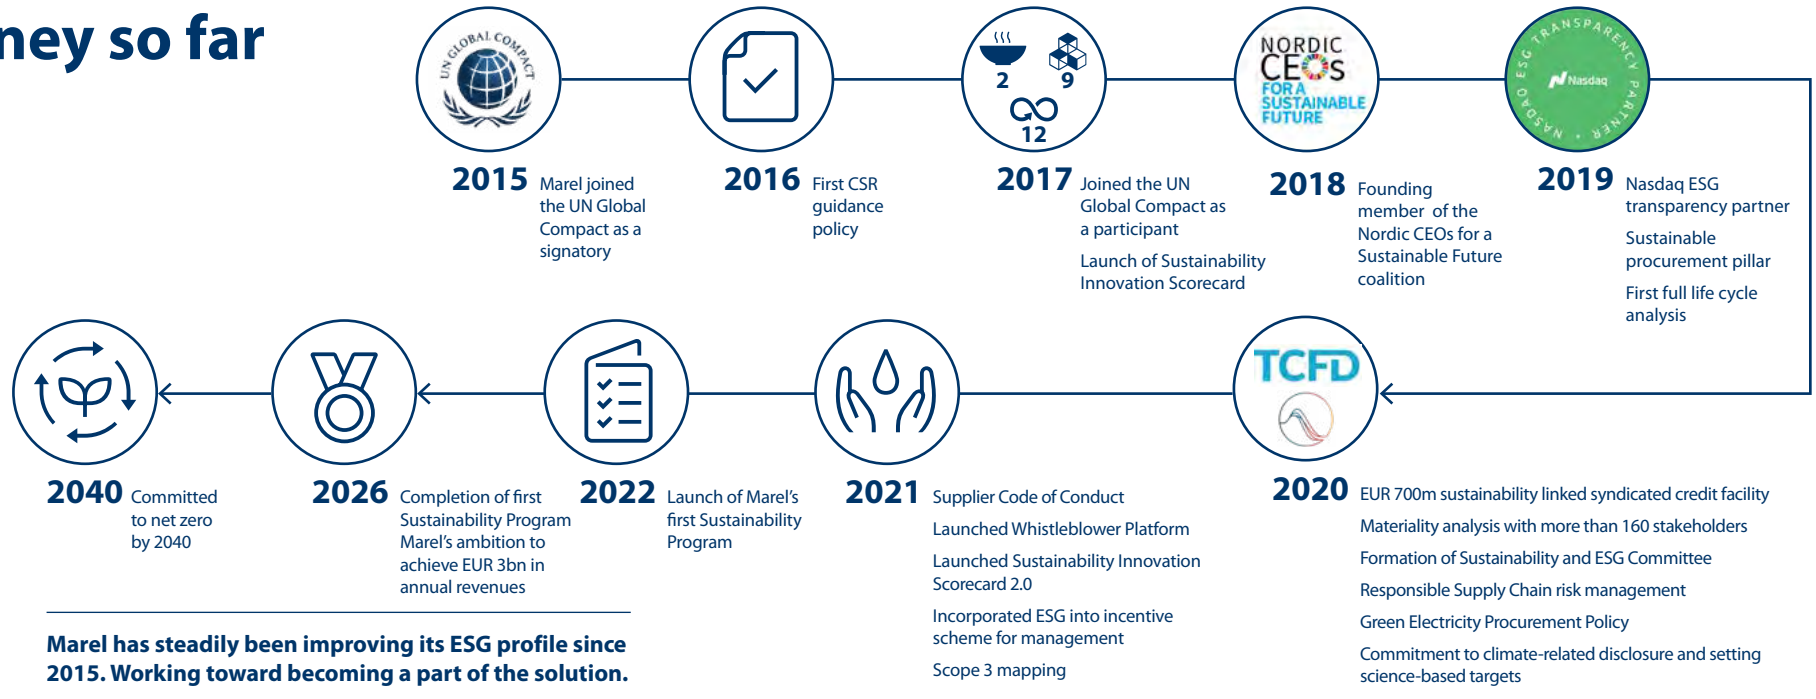 ney so far
UN GLOBAL COMPACT
2015 Marel joined
the UN Global
Compact as a
signatory
2016 First CSR
guidance
policy
2
9
12
2017 Joined the UN
Global Compact as
a participant
Launch of Sustainability
Innovation Scorecard
NORDIC
CEOS
FOR A
SUSTAINABLE
FUTURE
2018 Founding
member of the
Nordic CEOs for a
Sustainable Future
coalition
NASDAQ ESG TRANSPARENCY PARTNER
Nasdaq
2019 Nasdaq ESG
transparency partner
Sustainable
procurement pillar
First full life cycle
analysis
TCFD
2020 EUR 700m sustainability linked syndicated credit facility
Materiality analysis with more than 160 stakeholders
Formation of Sustainability and ESG Committee
Responsible Supply Chain risk management
Green Electricity Procurement Policy
Commitment to climate-related disclosure and setting
science-based targets
2021 Supplier Code of Conduct
Launched Whistleblower Platform
Launched Sustainability Innovation
Scorecard 2.0
Incorporated ESG into incentive
scheme for management
Scope 3 mapping
2022 Launch of Marel's
first Sustainability
Program
2026 Completion of first
Sustainability Program
Marel's ambition to
achieve EUR 3bn in
annual revenues
2040 Committed
to net zero
by 2040
Marel has steadily been improving its ESG profile since
2015. Working toward becoming a part of the solution.